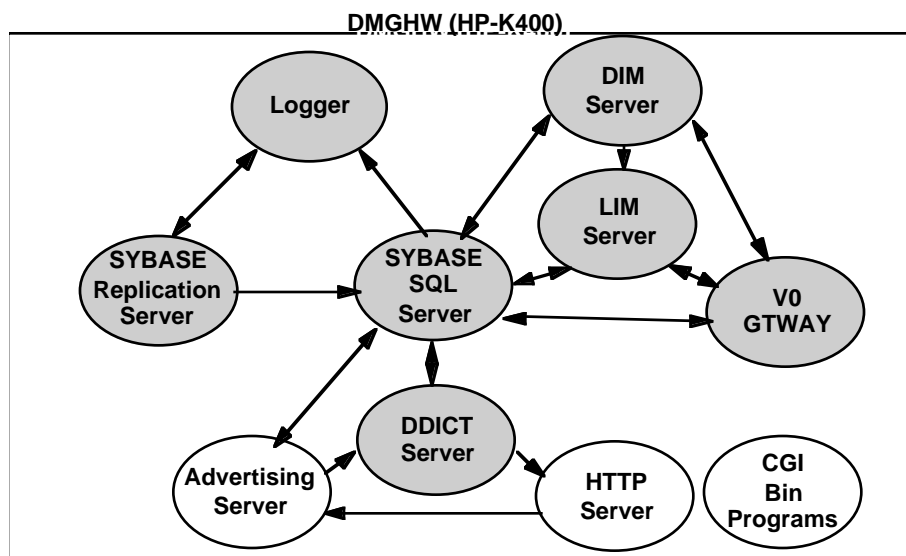 DMGHW (HP-K400)
Logger
DIM
Server
LIM
Server
SYBASE
Replication
Server
SYBASE
SQL
Server
V0
GTWAY
DDICT
Server
Advertising
Server
HTTP
Server
CGI
Bin
Programs